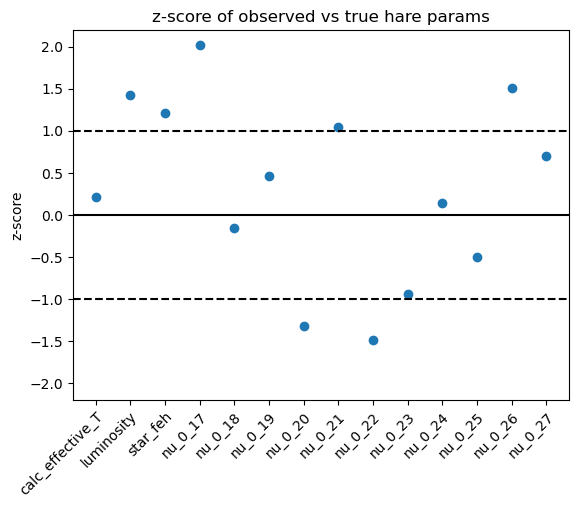 z-score of observed vs true hare params
z-score
2.0
1.5
1.0
0.5
0.0
−0.5
−1.0
−1.5
−2.0
calc_effective_T
luminosity
star_feh
nu_0_17
nu_0_18
nu_0_19
nu_0_20
nu_0_21
nu_0_22
nu_0_23
nu_0_24
nu_0_25
nu_0_26
nu_0_27